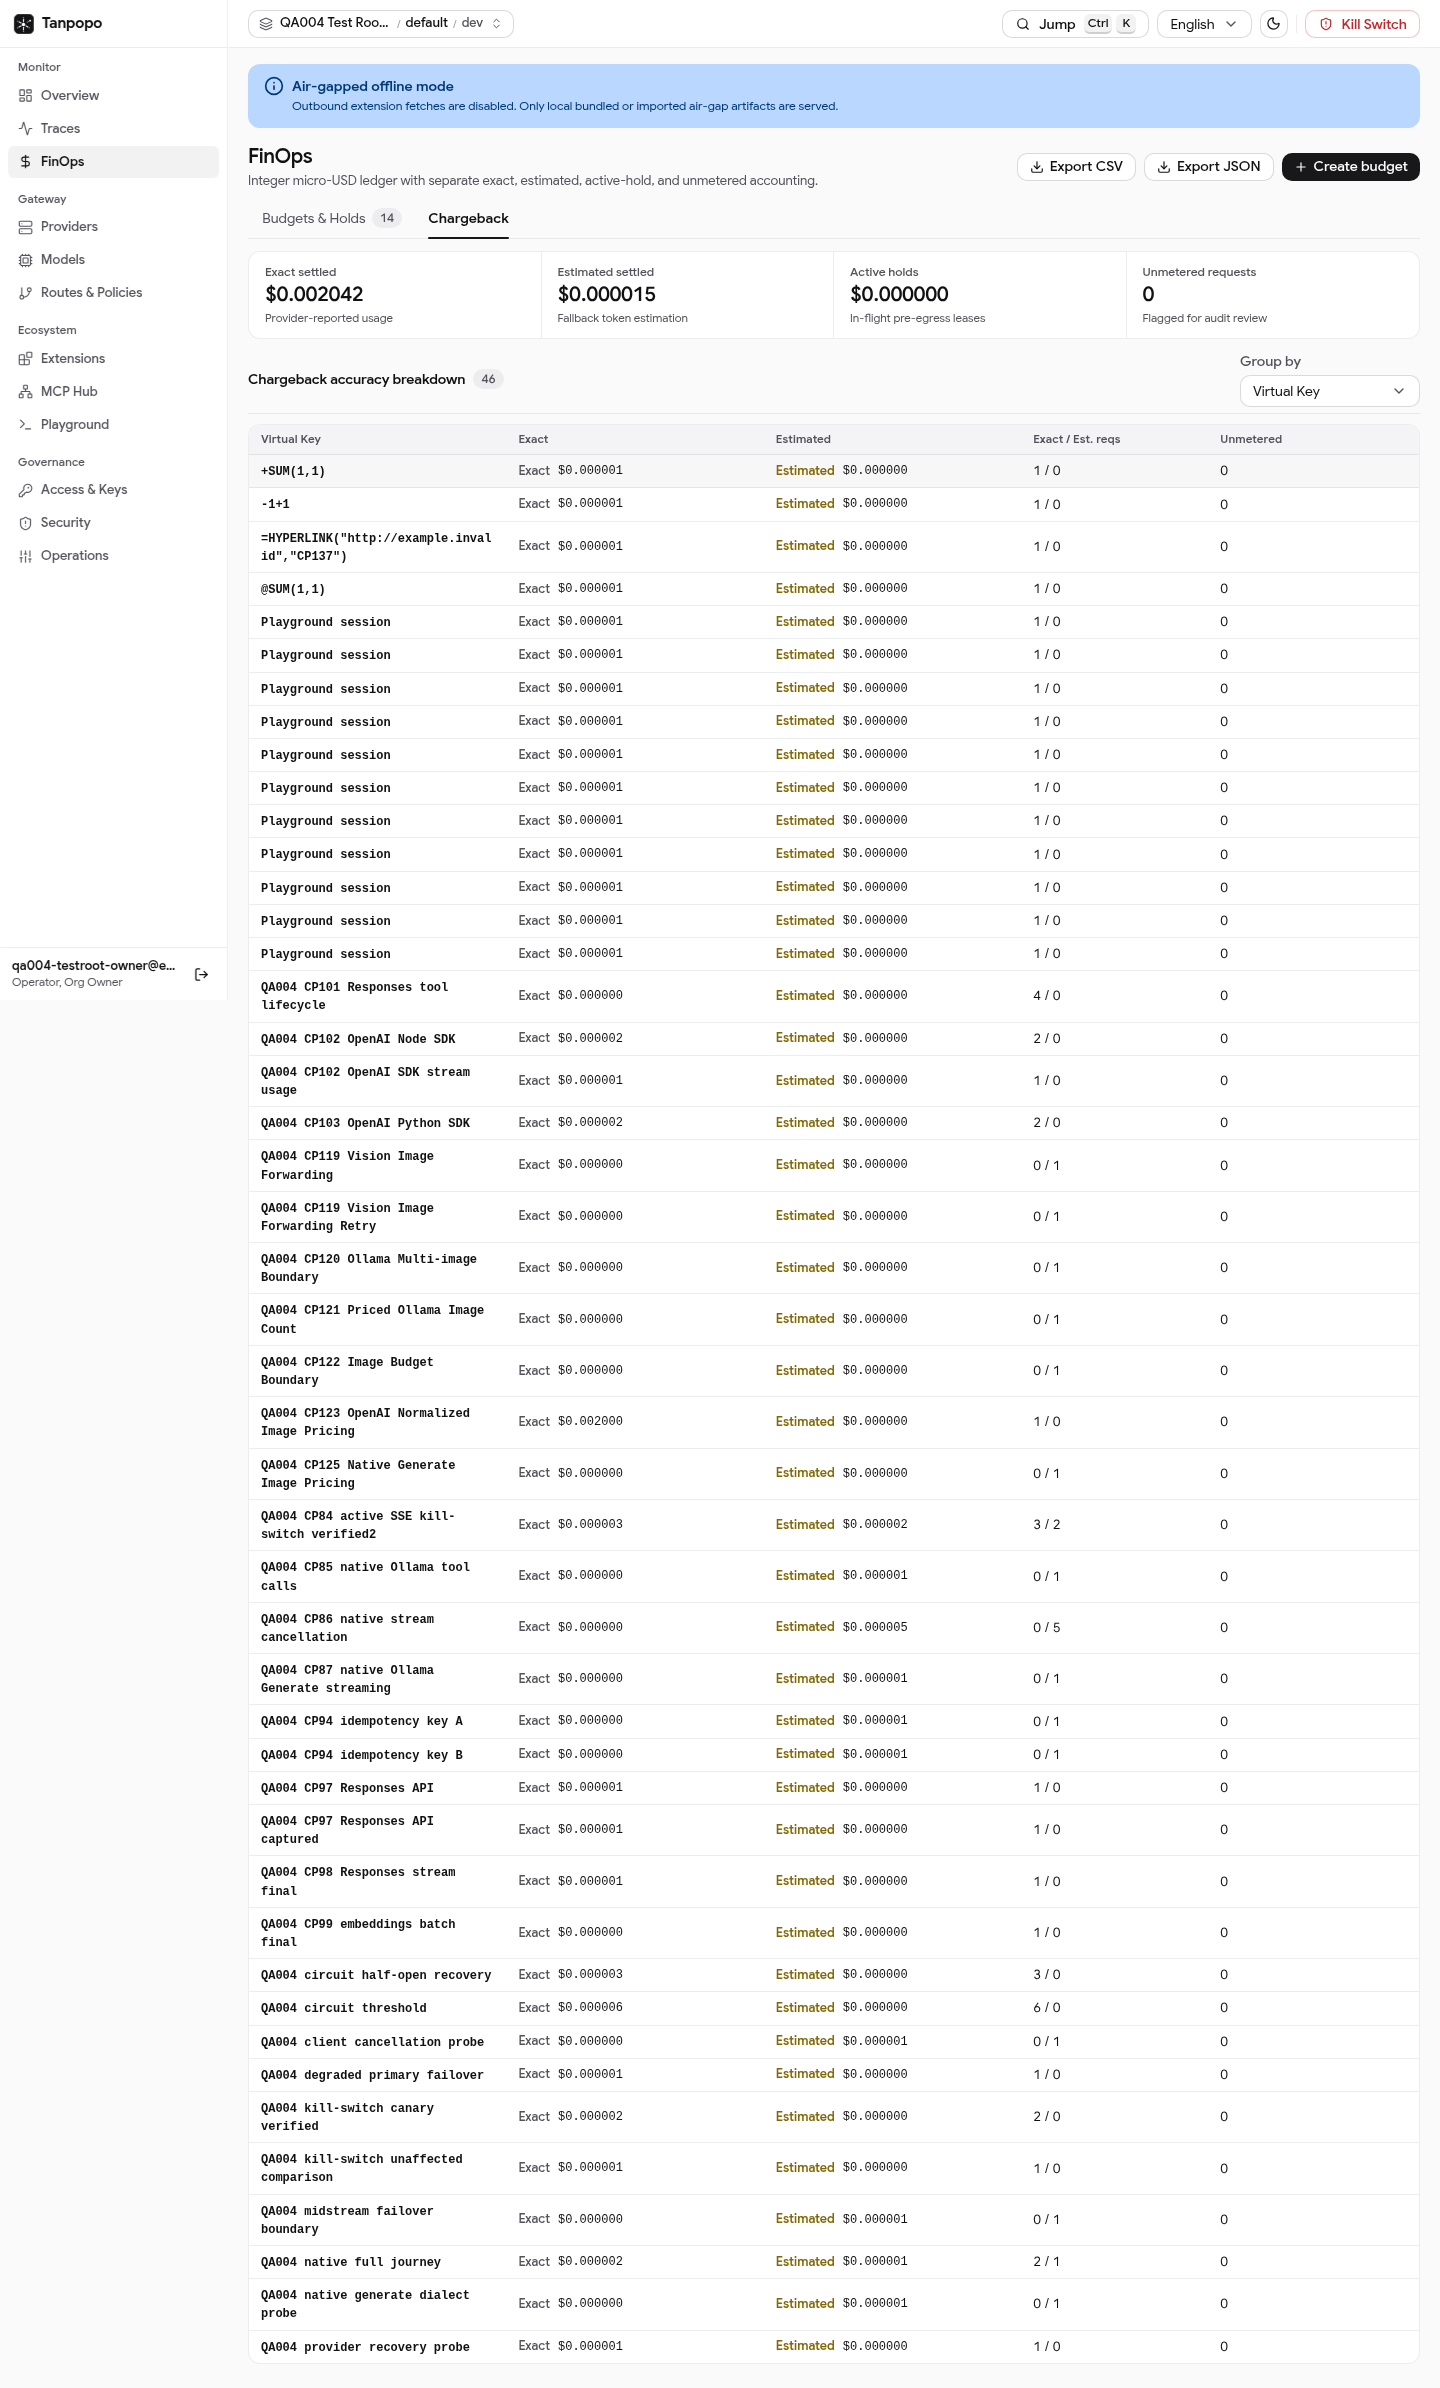 Tanpopo
QA004 Test Roo... / default / dev
Jump Ctrl K
English
Kill Switch
Monitor
Overview
Traces
FinOps
Gateway
Providers
Models
Routes & Policies
Ecosystem
Extensions
MCP Hub
Playground
Governance
Access & Keys
Security
Operations
qa004-testroot-owner@e...
Operator, Org Owner
Air-gapped offline mode
Outbound extension fetches are disabled. Only local bundled or imported air-gap artifacts are served.
FinOps
Integer micro-USD ledger with separate exact, estimated, active-hold, and unmetered accounting.
Export CSV
Export JSON
Create budget
Budgets & Holds 14
Chargeback
Exact settled
$0.002042
Provider-reported usage
Estimated settled
$0.000015
Fallback token estimation
Active holds
$0.000000
In-flight pre-egress leases
Unmetered requests
0
Flagged for audit review
Chargeback accuracy breakdown 46
Group by
Virtual Key
Virtual Key Exact Estimated Exact / Est. reqs Unmetered
+SUM(1,1) Exact $0.000001 Estimated $0.000000 1 / 0 0
-1+1 Exact $0.000001 Estimated $0.000000 1 / 0 0
=HYPERLINK("http://example.inval
id","CP137") Exact $0.000001 Estimated $0.000000 1 / 0 0
@SUM(1,1) Exact $0.000001 Estimated $0.000000 1 / 0 0
Playground session Exact $0.000001 Estimated $0.000000 1 / 0 0
Playground session Exact $0.000001 Estimated $0.000000 1 / 0 0
Playground session Exact $0.000001 Estimated $0.000000 1 / 0 0
Playground session Exact $0.000001 Estimated $0.000000 1 / 0 0
Playground session Exact $0.000001 Estimated $0.000000 1 / 0 0
Playground session Exact $0.000001 Estimated $0.000000 1 / 0 0
Playground session Exact $0.000001 Estimated $0.000000 1 / 0 0
Playground session Exact $0.000001 Estimated $0.000000 1 / 0 0
Playground session Exact $0.000001 Estimated $0.000000 1 / 0 0
Playground session Exact $0.000001 Estimated $0.000000 1 / 0 0
Playground session Exact $0.000001 Estimated $0.000000 1 / 0 0
QA004 CP101 Responses tool
lifecycle Exact $0.000000 Estimated $0.000000 4 / 0 0
QA004 CP102 OpenAI Node SDK Exact $0.000002 Estimated $0.000000 2 / 0 0
QA004 CP102 OpenAI SDK stream
usage Exact $0.000001 Estimated $0.000000 1 / 0 0
QA004 CP103 OpenAI Python SDK Exact $0.000002 Estimated $0.000000 2 / 0 0
QA004 CP119 Vision Image
Forwarding Exact $0.000000 Estimated $0.000000 0 / 1 0
QA004 CP119 Vision Image
Forwarding Retry Exact $0.000000 Estimated $0.000000 0 / 1 0
QA004 CP120 Ollama Multi-image
Boundary Exact $0.000000 Estimated $0.000000 0 / 1 0
QA004 CP121 Priced Ollama Image
Count Exact $0.000000 Estimated $0.000000 0 / 1 0
QA004 CP122 Image Budget
Boundary Exact $0.000000 Estimated $0.000000 0 / 1 0
QA004 CP123 OpenAI Normalized
Image Pricing Exact $0.002000 Estimated $0.000000 1 / 0 0
QA004 CP125 Native Generate
Image Pricing Exact $0.000000 Estimated $0.000000 0 / 1 0
QA004 CP84 active SSE kill-
switch verified2 Exact $0.000003 Estimated $0.000002 3 / 2 0
QA004 CP85 native Ollama tool
calls Exact $0.000000 Estimated $0.000001 0 / 1 0
QA004 CP86 native stream
cancellation Exact $0.000000 Estimated $0.000005 0 / 5 0
QA004 CP87 native Ollama
Generate streaming Exact $0.000000 Estimated $0.000001 0 / 1 0
QA004 CP94 idempotency key A Exact $0.000000 Estimated $0.000001 0 / 1 0
QA004 CP94 idempotency key B Exact $0.000000 Estimated $0.000001 0 / 1 0
QA004 CP97 Responses API Exact $0.000001 Estimated $0.000000 1 / 0 0
QA004 CP97 Responses API
captured Exact $0.000001 Estimated $0.000000 1 / 0 0
QA004 CP98 Responses stream
final Exact $0.000001 Estimated $0.000000 1 / 0 0
QA004 CP99 embeddings batch
final Exact $0.000000 Estimated $0.000000 1 / 0 0
QA004 circuit half-open recovery Exact $0.000003 Estimated $0.000000 3 / 0 0
QA004 circuit threshold Exact $0.000006 Estimated $0.000000 6 / 0 0
QA004 client cancellation probe Exact $0.000000 Estimated $0.000001 0 / 1 0
QA004 degraded primary failover Exact $0.000001 Estimated $0.000000 1 / 0 0
QA004 kill-switch canary
verified Exact $0.000002 Estimated $0.000000 2 / 0 0
QA004 kill-switch unaffected
comparison Exact $0.000001 Estimated $0.000000 1 / 0 0
QA004 midstream failover
boundary Exact $0.000000 Estimated $0.000001 0 / 1 0
QA004 native full journey Exact $0.000002 Estimated $0.000001 2 / 1 0
QA004 native generate dialect
probe Exact $0.000000 Estimated $0.000001 0 / 1 0
QA004 provider recovery probe Exact $0.000001 Estimated $0.000000 1 / 0 0